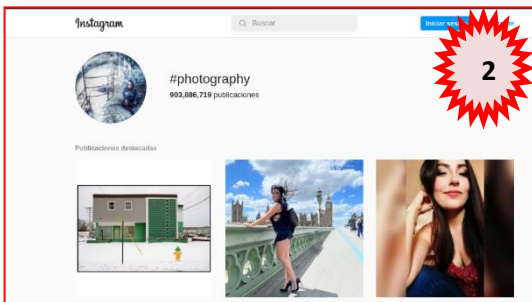 Instagram
Buscar
Iniciar ses
2
#photography
903,886,719 publicaciones
Publicaciones destacadas